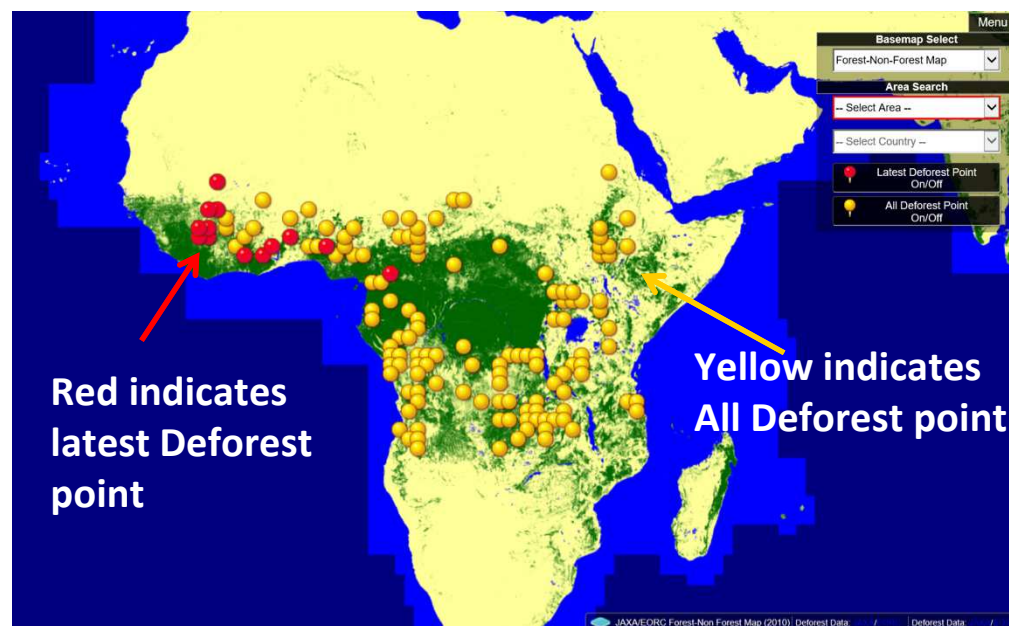 Menu
Basemap Select
Forest-Non-Forest Map
Area Search
-- Select Area --
-- Select Country --
Latest Deforest Point
On/Off
All Deforest Point
On/Off
Red indicates
latest Deforest
point
Yellow indicates
All Deforest point
JAXA/EORC Forest-Non Forest Map (2010) Deforest Data: / Deforest Data: /